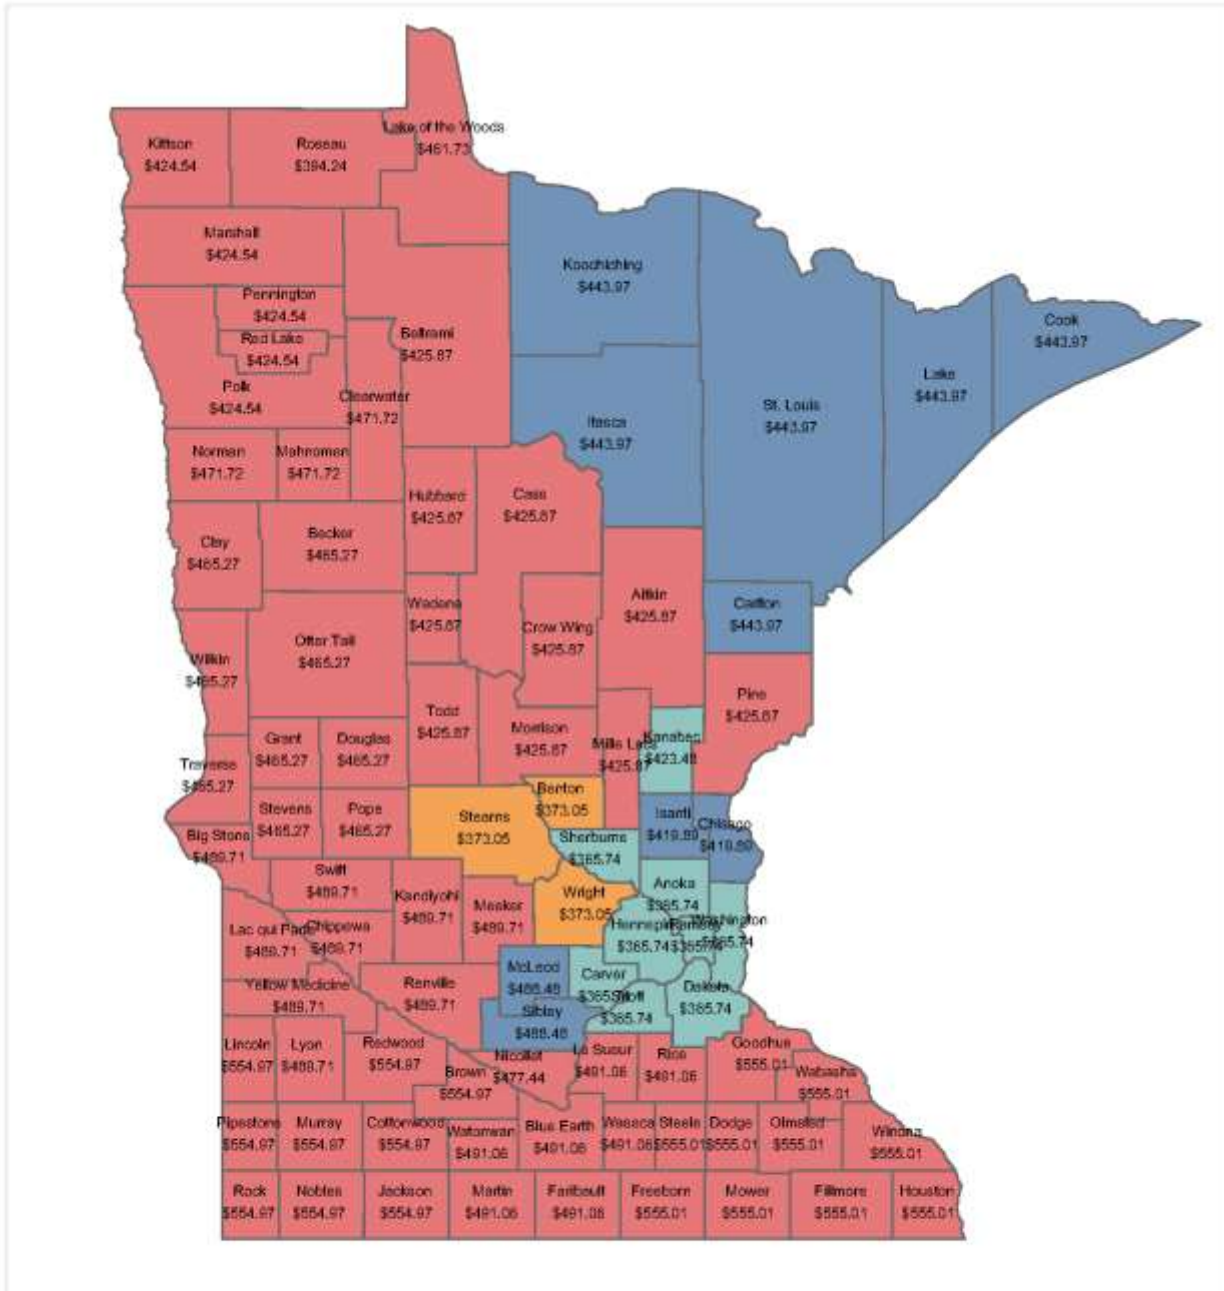 Lake of the Woods
$461.73
Kittson
$424.54
Roseau
$394.24
Marshall
$424.54
Koochiching
$443.97
Pennington
$424.54
Beltrami
$425.87
Cook
$443.97
Red Lake
$424.54
Polk
$424.54
Clearwater
$471.72
Lake
$443.97
St. Louis
$443.97
Itasca
$443.97
Norman
$471.72
Mahnomen
$471.72
Hubbard
$425.87
Cass
$425.87
Clay
$465.27
Becker
$465.27
Wadena
$425.87
Aitkin
$425.87
Carlton
$443.97
Crow Wing
$425.87
Otter Tail
$465.27
Wilkin
$465.27
Pine
$425.87
Todd
$425.87
Morrison
$425.87
Grant
$465.27
Douglas
$465.27
Mille Lacs
$425.87
Kanabec
$423.48
Traverse
$465.27
Benton
$373.05
Stevens
$465.27
Pope
$465.27
Stearns
$373.05
Isanti
$419.89
Chisago
$419.89
Big Stone
$489.71
Sherburne
$365.74
Swift
$489.71
Kandiyohi
$489.71
Meeker
$489.71
Wright
$373.05
Anoka
$365.74
Lac qui Parle
$489.71
Chippewa
$489.71
Hennepin
$365.74
Ramsey
$365.74
Washington
$365.74
McLeod
$488.48
Carver
Scott
$365.74
Dakota
$365.74
Yellow Medicine
$489.71
Renville
$489.71
Sibley
$488.48
Lincoln
$554.97
Lyon
Redwood
$554.97
Nicollet
$477.44
Le Sueur
$491.06
Rice
$491.06
Goodhue
$555.01
Brown
$554.97
Wabasha
$555.01
Pipestone
$554.97
Murray
$554.97
Cottonwood
$554.97
Watonwan
$491.06
Blue Earth
$491.06
Waseca
$491.06
Steele
$555.01
Dodge
$555.01
Olmsted
$555.01
Winona
$555.01
Rock
$554.97
Nobles
$554.97
Jackson
$554.97
Martin
$491.06
Faribault
$491.06
Freeborn
$555.01
Mower
$555.01
Fillmore
$555.01
Houston
$555.01